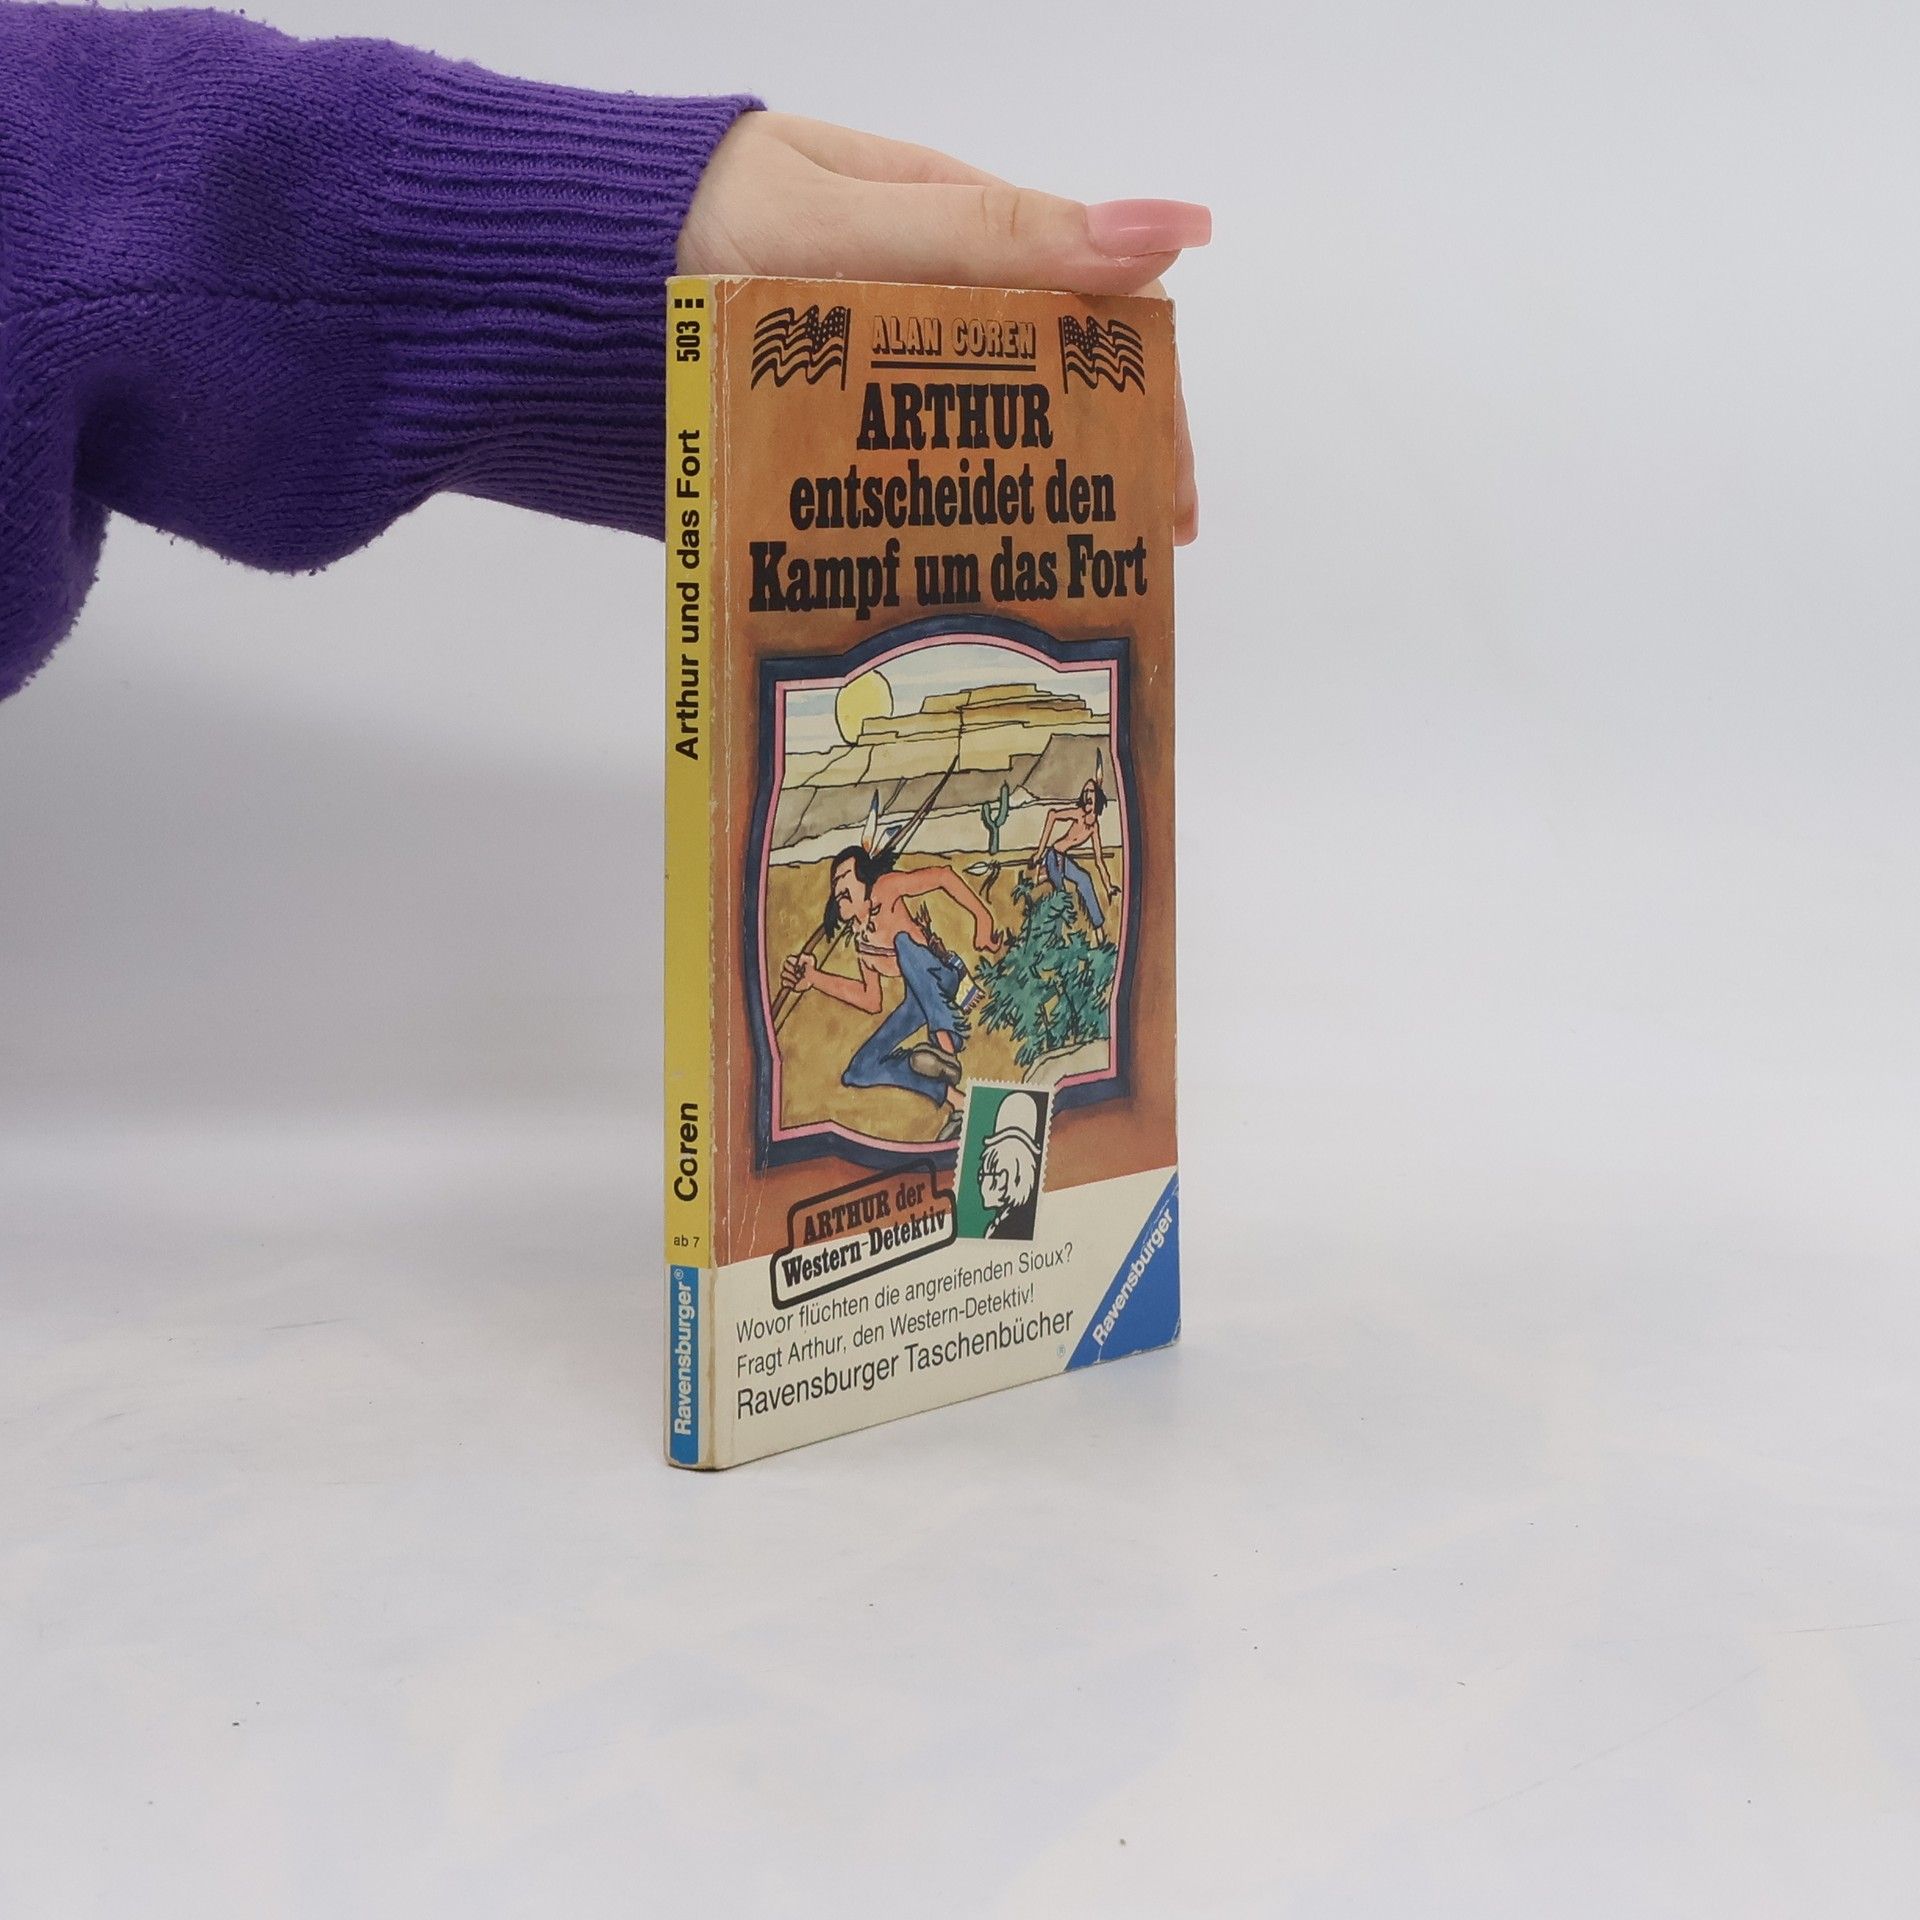 503
Arthur und das Fort
Coren
ab 7
Ravensburger®
ALAN COREN
ARTHUR
entscheidet den
Kampf um das Fort
ARTHUR der
Western-Detektiv
Wovor flüchten die angreifenden Sioux?
Fragt Arthur, den Western-Detektiv!
Ravensburger Taschenbücher
Ravensburger
®